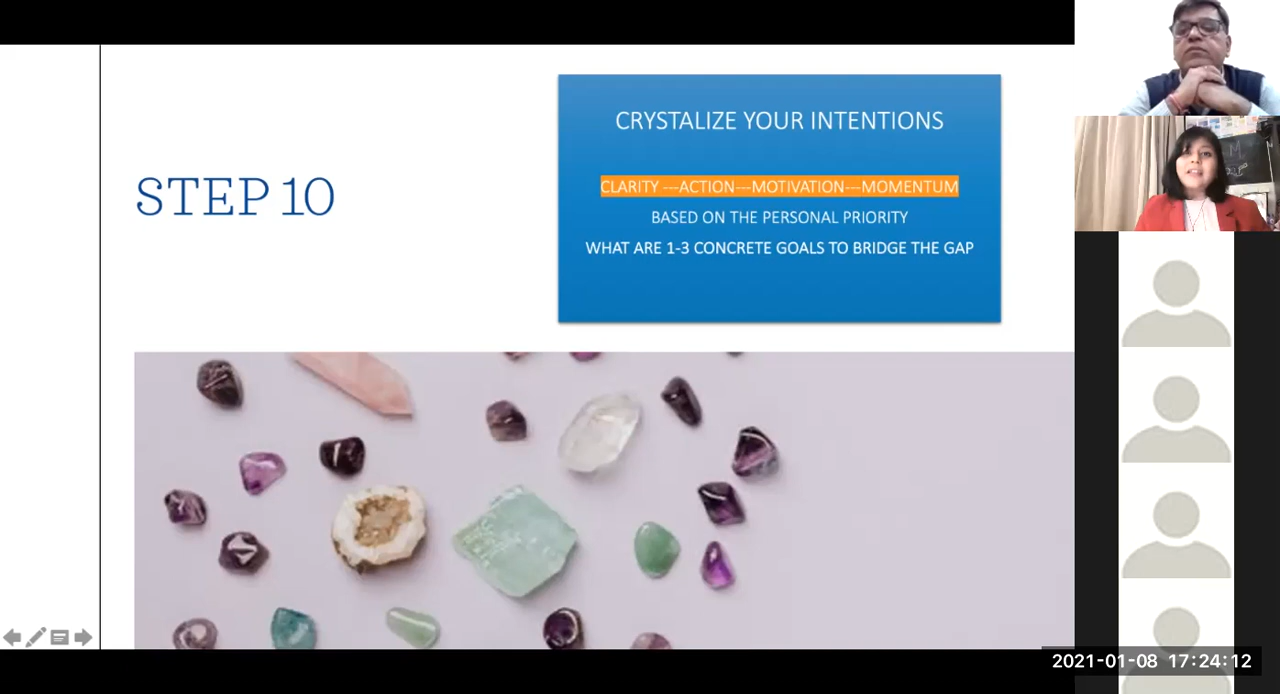 STEP 10
CRYSTALIZE YOUR INTENTIONS
CLARITY ---ACTION---MOTIVATION---MOMENTUM
BASED ON THE PERSONAL PRIORITY
WHAT ARE 1-3 CONCRETE GOALS TO BRIDGE THE GAP
2021-01-08 17:24:12